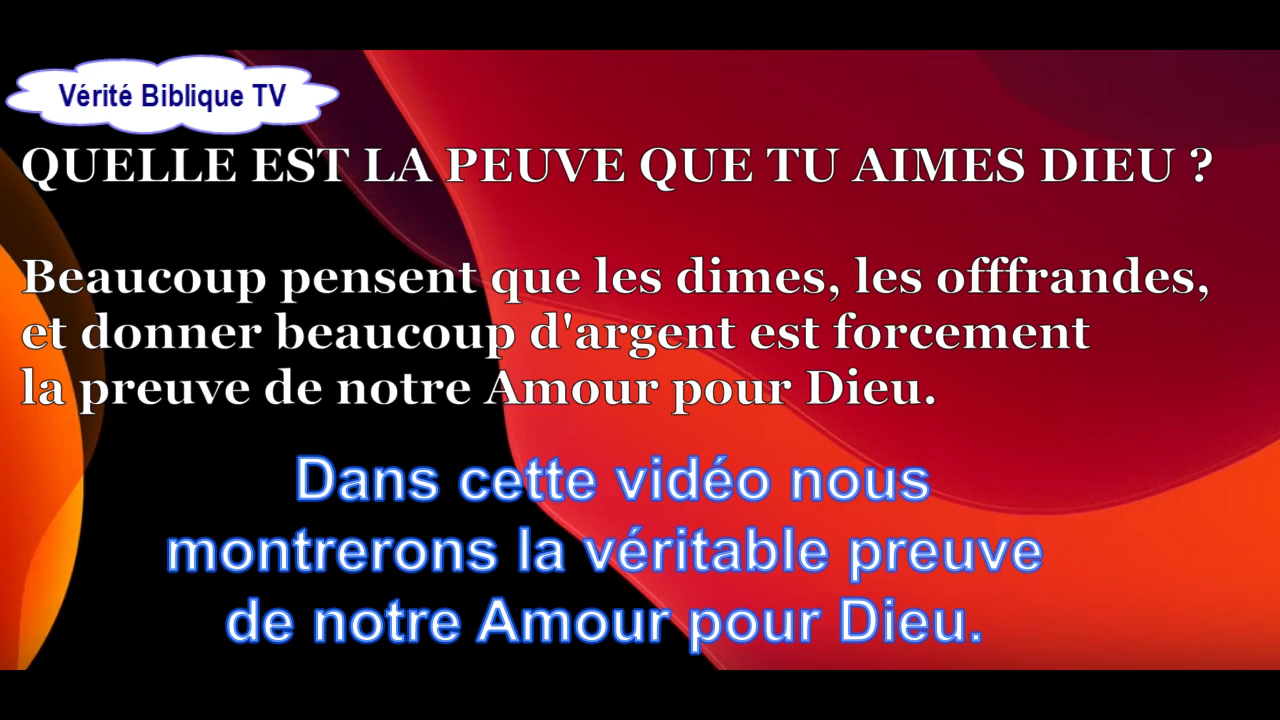 Vérité Biblique TV
QUELLE EST LA PEUVE QUE TU AIMES DIEU ?
Beaucoup pensent que les dimes, les offfrandes,
et donner beaucoup d'argent est forcement
la preuve de notre Amour pour Dieu.
Dans cette vidéo nous
montrerons la véritable preuve
de notre Amour pour Dieu.